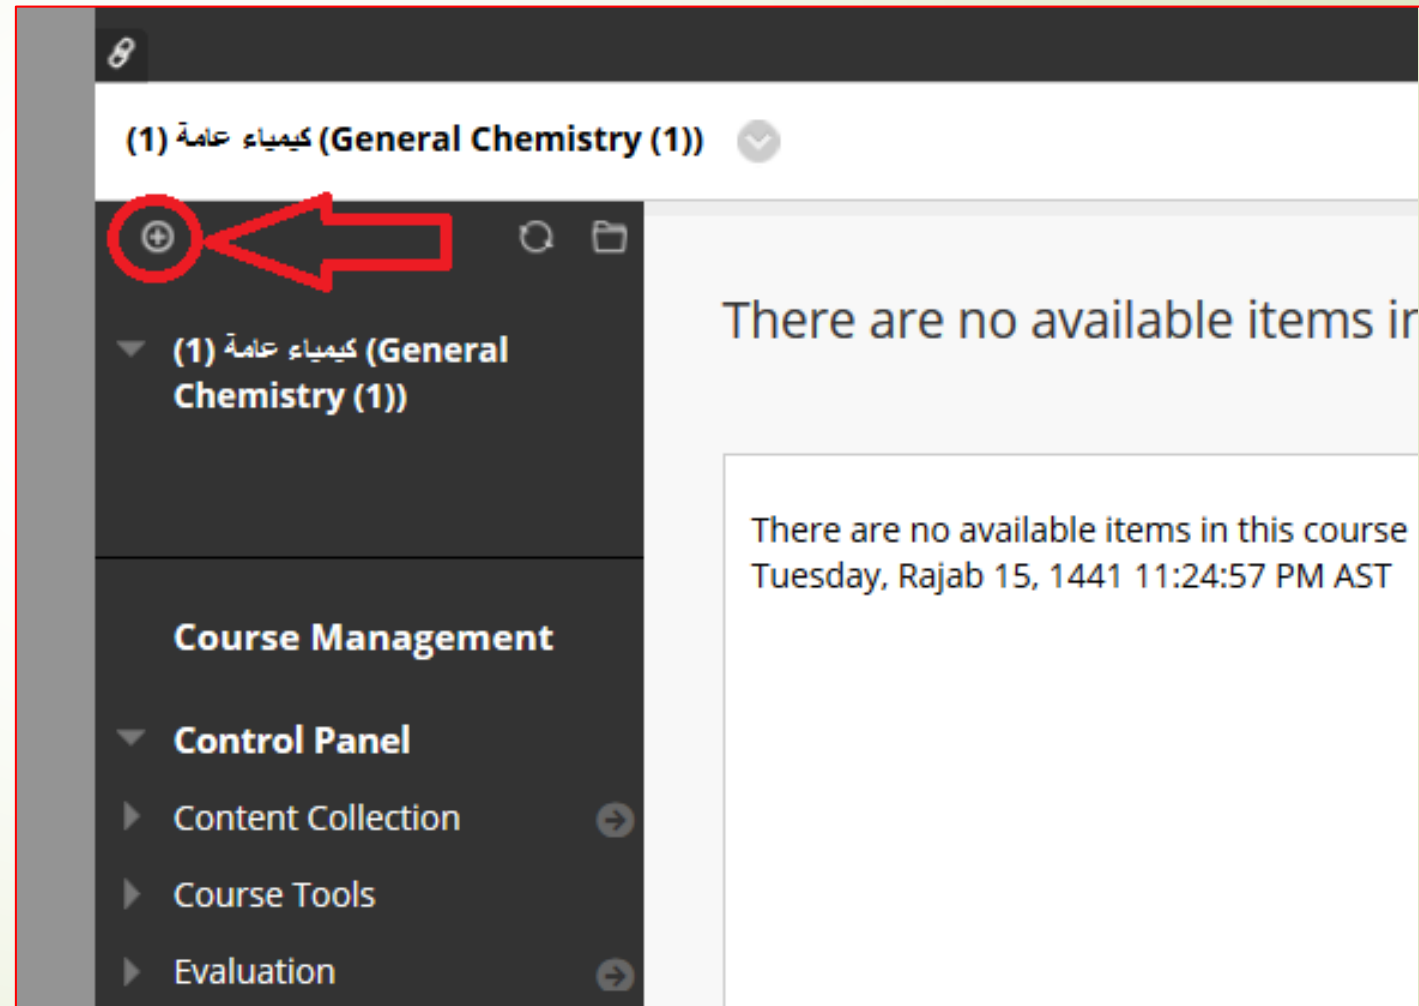 كيمياء عامة (1) (General Chemistry (1))
كيمياء عامة (1) (General
Chemistry (1))
There are no available items in
There are no available items in this course
Tuesday, Rajab 15, 1441 11:24:57 PM AST
Course Management
Control Panel
Content Collection
Course Tools
Evaluation